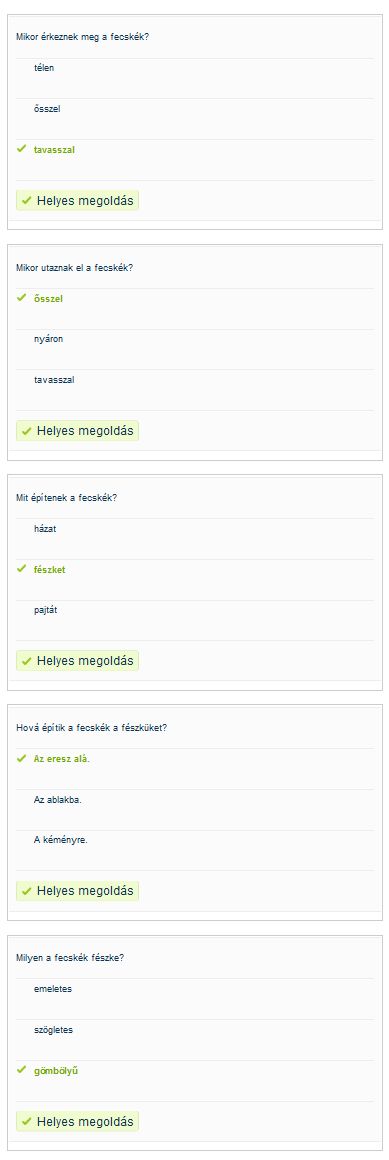 Mikor érkeznek meg a fecskék?
télen
ősszel
tavasszal
Helyes megoldás
Mikor utaznak el a fecskék?
ősszel
nyáron
tavasszal
Helyes megoldás
Mit építenek a fecskék?
házat
fészket
pajtát
Helyes megoldás
Hová építik a fecskék a fészküket?
Az eresz alá.
Az ablakba.
A kéményre.
Helyes megoldás
Milyen a fecskék fészke?
emeletes
szögletes
gömbölyű
Helyes megoldás